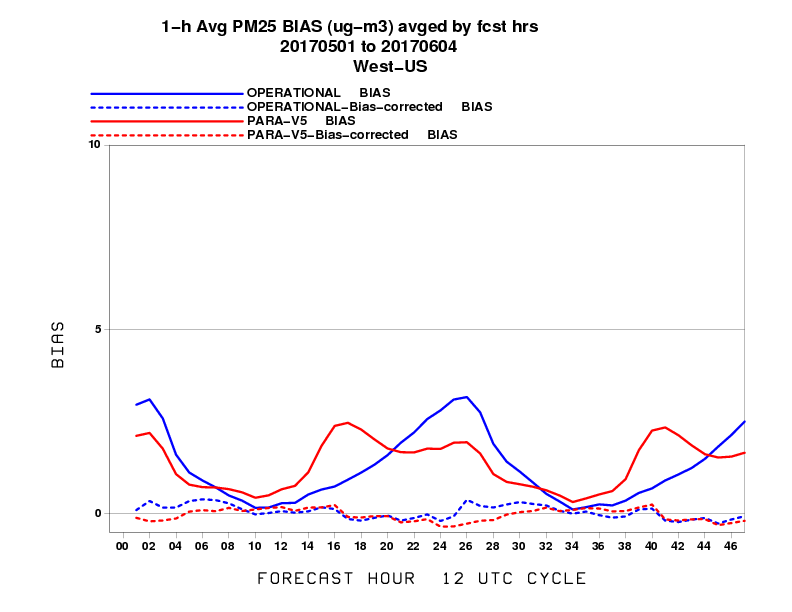 1-h Avg PM25 BIAS (ug-m3) avged by fcst hrs
20170501 to 20170604
West-US
OPERATIONAL BIAS
OPERATIONAL-Bias-corrected BIAS
PARA-V5 BIAS
PARA-V5-Bias-corrected BIAS
10
5
0
BIAS
00 02 04 06 08 10 12 14 16 18 20 22 24 26 28 30 32 34 36 38 40 42 44 46
FORECAST HOUR 12 UTC CYCLE